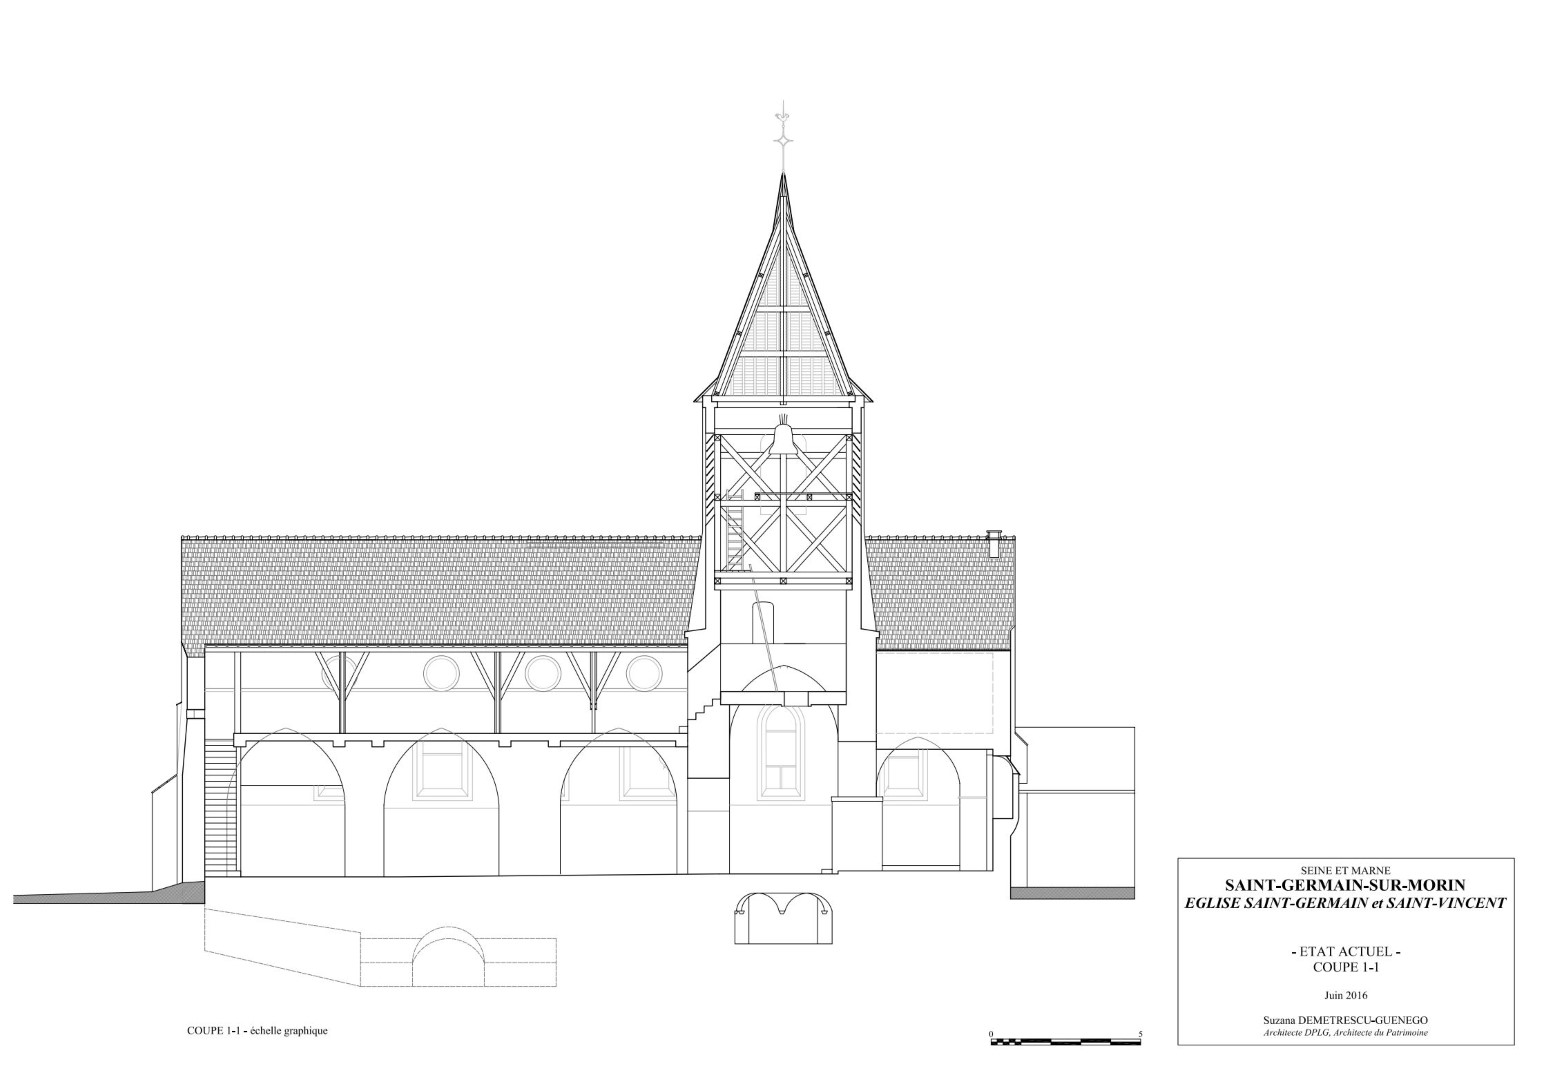 SEINE ET MARNE
SAINT-GERMAIN-SUR-MORIN
EGLISE SAINT-GERMAIN et SAINT-VINCENT
- ETAT ACTUEL -
COUPE 1-1
Juin 2016
Suzana DEMETRESCU-GUENEGO
Architecte DPLG, Architecte du Patrimoine
COUPE 1-1 - échelle graphique
0 5